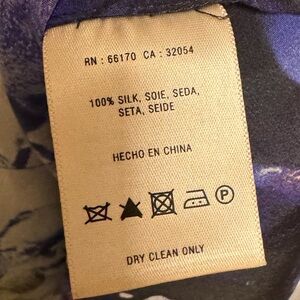 RN : 66170 CA : 32054
100% SILK, SOIE, SEDA,
SETA, SEIDE
HECHO EN CHINA
P
DRY CLEAN ONLY